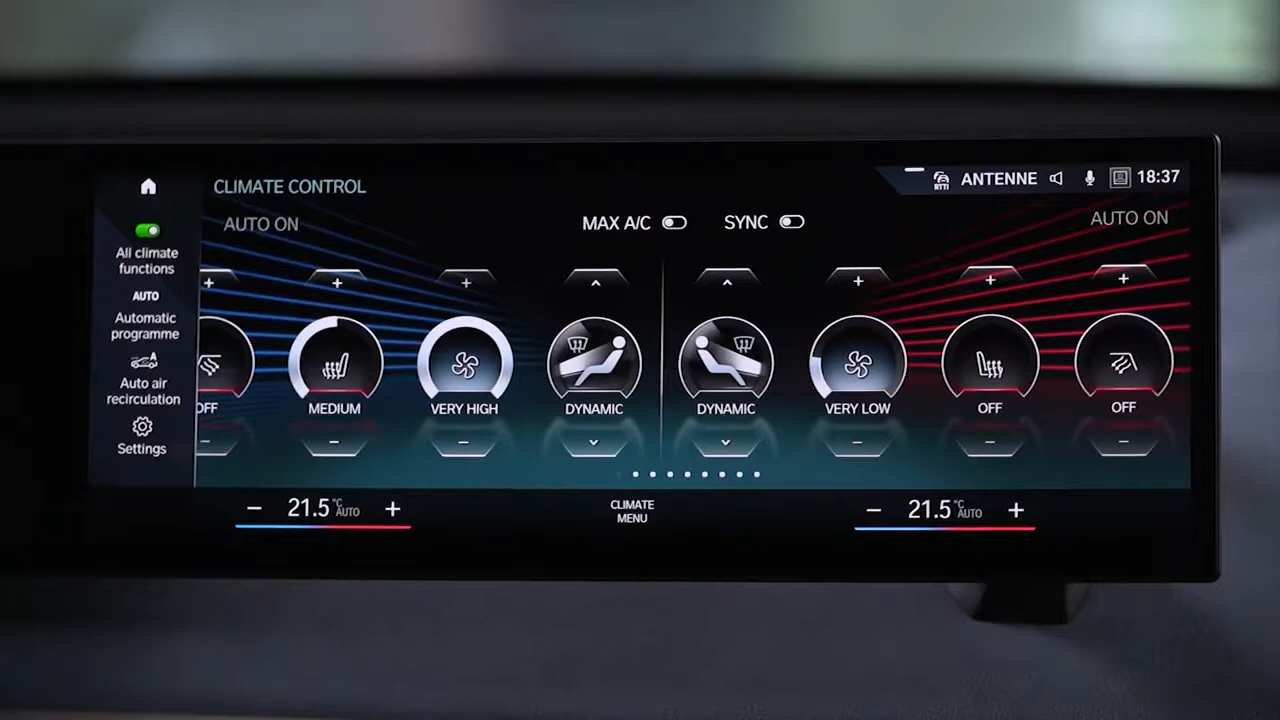 CLIMATE CONTROL
RTTI ANTENNE 18:37
AUTO ON
MAX A/C
SYNC
AUTO ON
All climate
functions
AUTO
Automatic
programme
Auto air
recirculation
Settings
OFF
MEDIUM
VERY HIGH
DYNAMIC
DYNAMIC
VERY LOW
OFF
OFF
- 21.5 °C AUTO +
CLIMATE
MENU
- 21.5 °C AUTO +